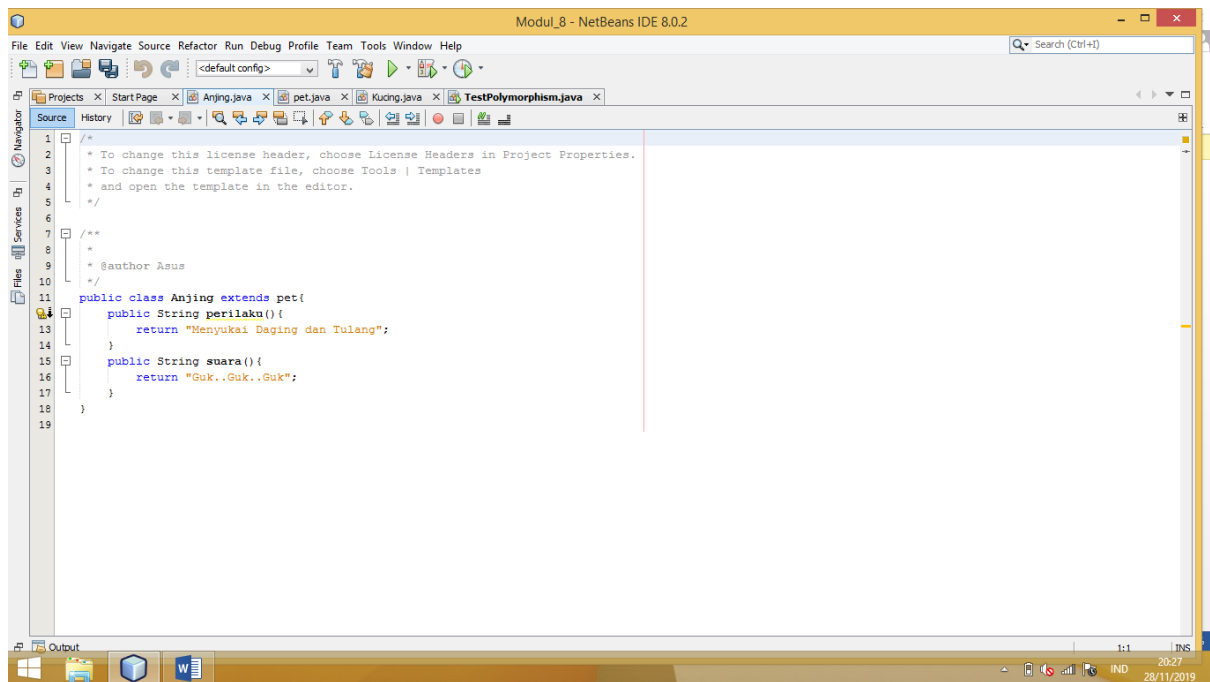 Modul_8 - NetBeans IDE 8.0.2
File Edit View Navigate Source Refactor Run Debug Profile Team Tools Window Help
Search (Ctrl+I)
<default config>
Projects Start Page Anjing.java pet.java Kucing.java TestPolymorphism.java
Source History
Navigator
Services
Files
1 /*
2 * To change this license header, choose License Headers in Project Properties.
3 * To change this template file, choose Tools | Templates
4 * and open the template in the editor.
5 */
6
7 /**
8 *
9 * @author Asus
10 */
11 public class Anjing extends pet{
public String perilaku(){
13 return "Menyukai Daging dan Tulang";
14 }
15 public String suara(){
16 return "Guk..Guk..Guk";
17 }
18 }
19
Output
1:1 INS
W
IND
20:27
28/11/2019